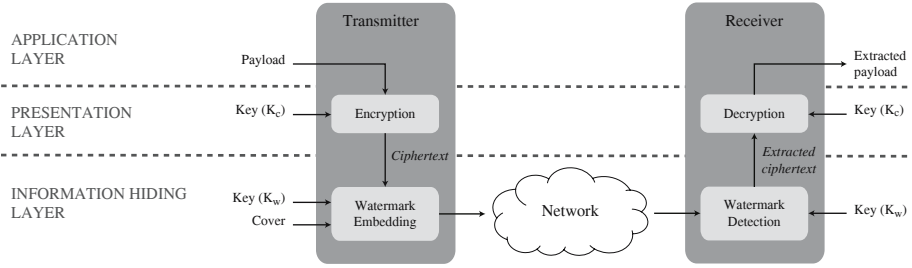 Transmitter
Receiver
APPLICATION
LAYER
Payload
Extracted
payload
PRESENTATION
LAYER
Key (Kc)
Encryption
Decryption
Key (Kc)
Ciphertext
Extracted
ciphertext
INFORMATION HIDING
LAYER
Key (Kw)
Cover
Watermark
Embedding
Network
Watermark
Detection
Key (Kw)